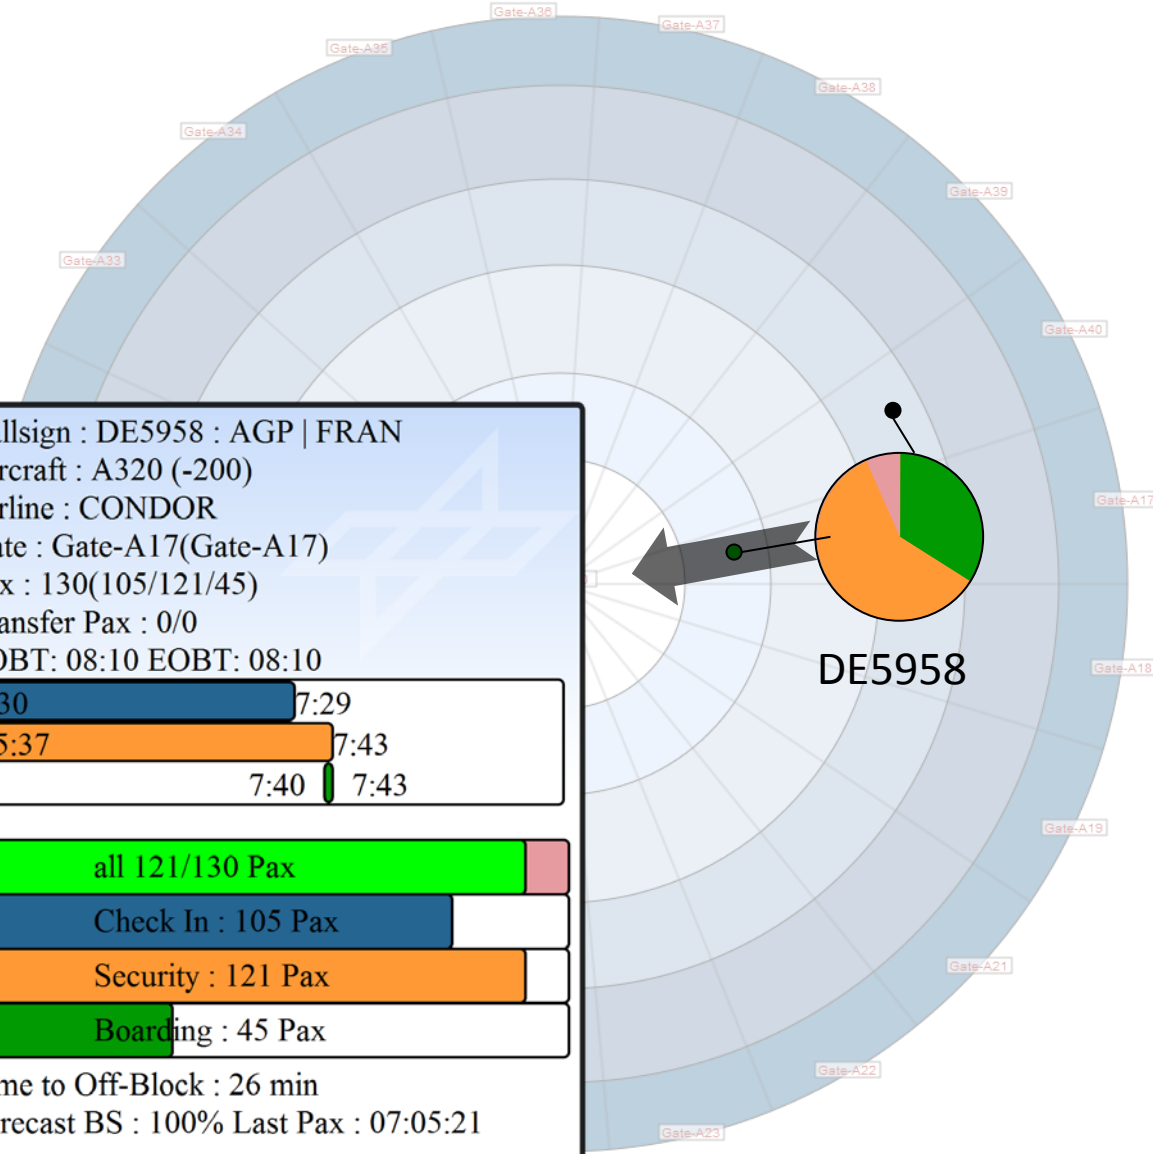 Gate-A36
Gate-A37
Gate-A35
Gate-A38
Gate-A34
Gate-A39
Gate-A33
Gate-A40
allsign : DE5958 : AGP | FRAN
rcraft : A320 (-200)
rline : CONDOR
ate : Gate-A17(Gate-A17)
x : 130(105/121/45)
ansfer Pax : 0/0
OBT: 08:10 EOBT: 08:10
30 7:29
5:37 7:43
7:40 7:43
all 121/130 Pax
Check In : 105 Pax
Security : 121 Pax
Boarding : 45 Pax
me to Off-Block : 26 min
recast BS : 100% Last Pax : 07:05:21
Gate-A17
DE5958
Gate-A18
Gate-A19
Gate-A21
Gate-A22
Gate-A23